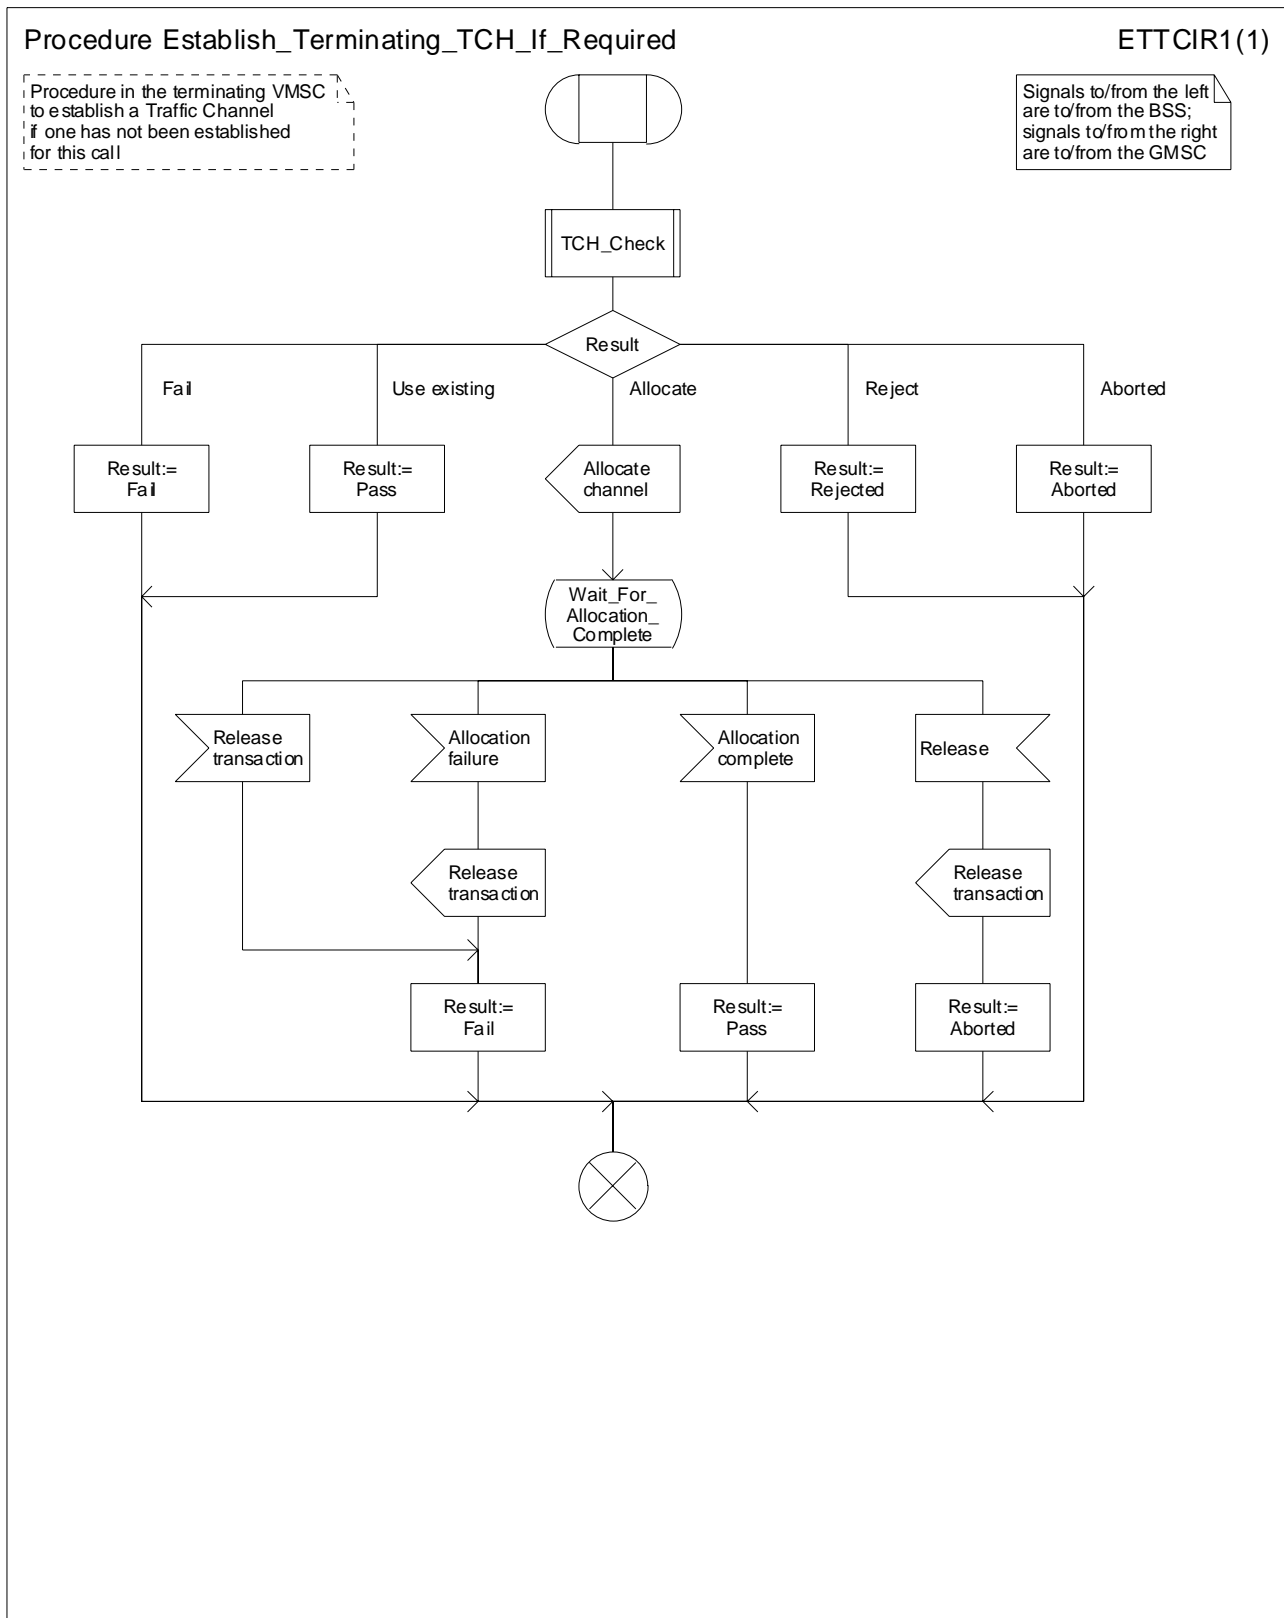 Procedure Establish_Terminating_TCH_If_Required
ETTCIR1(1)
Procedure in the terminating VMSC
to establish a Traffic Channel
if one has not been established
for this call
Signals to/from the left
are to/from the BSS;
signals to/from the right
are to/from the GMSC
TCH_Check
Result
Fail
Use existing
Allocate
Reject
Aborted
Result:=
Fail
Result:=
Pass
Allocate
channel
Result:=
Rejected
Result:=
Aborted
Wait_For_
Allocation_
Complete
Release
transaction
Allocation
failure
Allocation
complete
Release
Release
transaction
Release
transaction
Result:=
Fail
Result:=
Pass
Result:=
Aborted